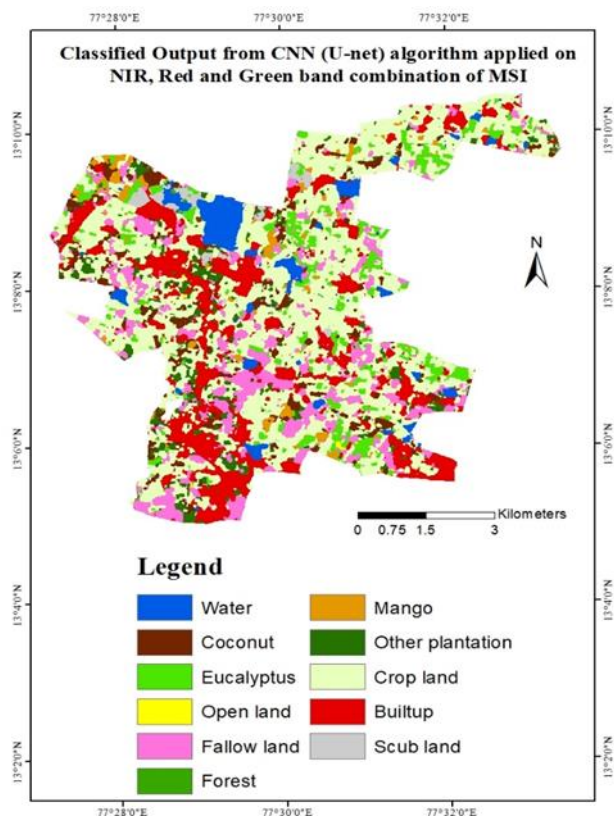 77°28'0"E 77°30'0"E 77°32'0"E
Classified Output from CNN (U-net) algorithm applied on
NIR, Red and Green band combination of MSI
13°10'0"N 13°10'0"N
N
13°8'0"N 13°8'0"N
13°6'0"N 13°6'0"N
Kilometers
0 0.75 1.5 3
Legend
Water Mango
Coconut Other plantation
13°4'0"N 13°4'0"N
Eucalyptus Crop land
Open land Builtup
Fallow land Scub land
13°2'0"N 13°2'0"N
Forest
77°28'0"E 77°30'0"E 77°32'0"E